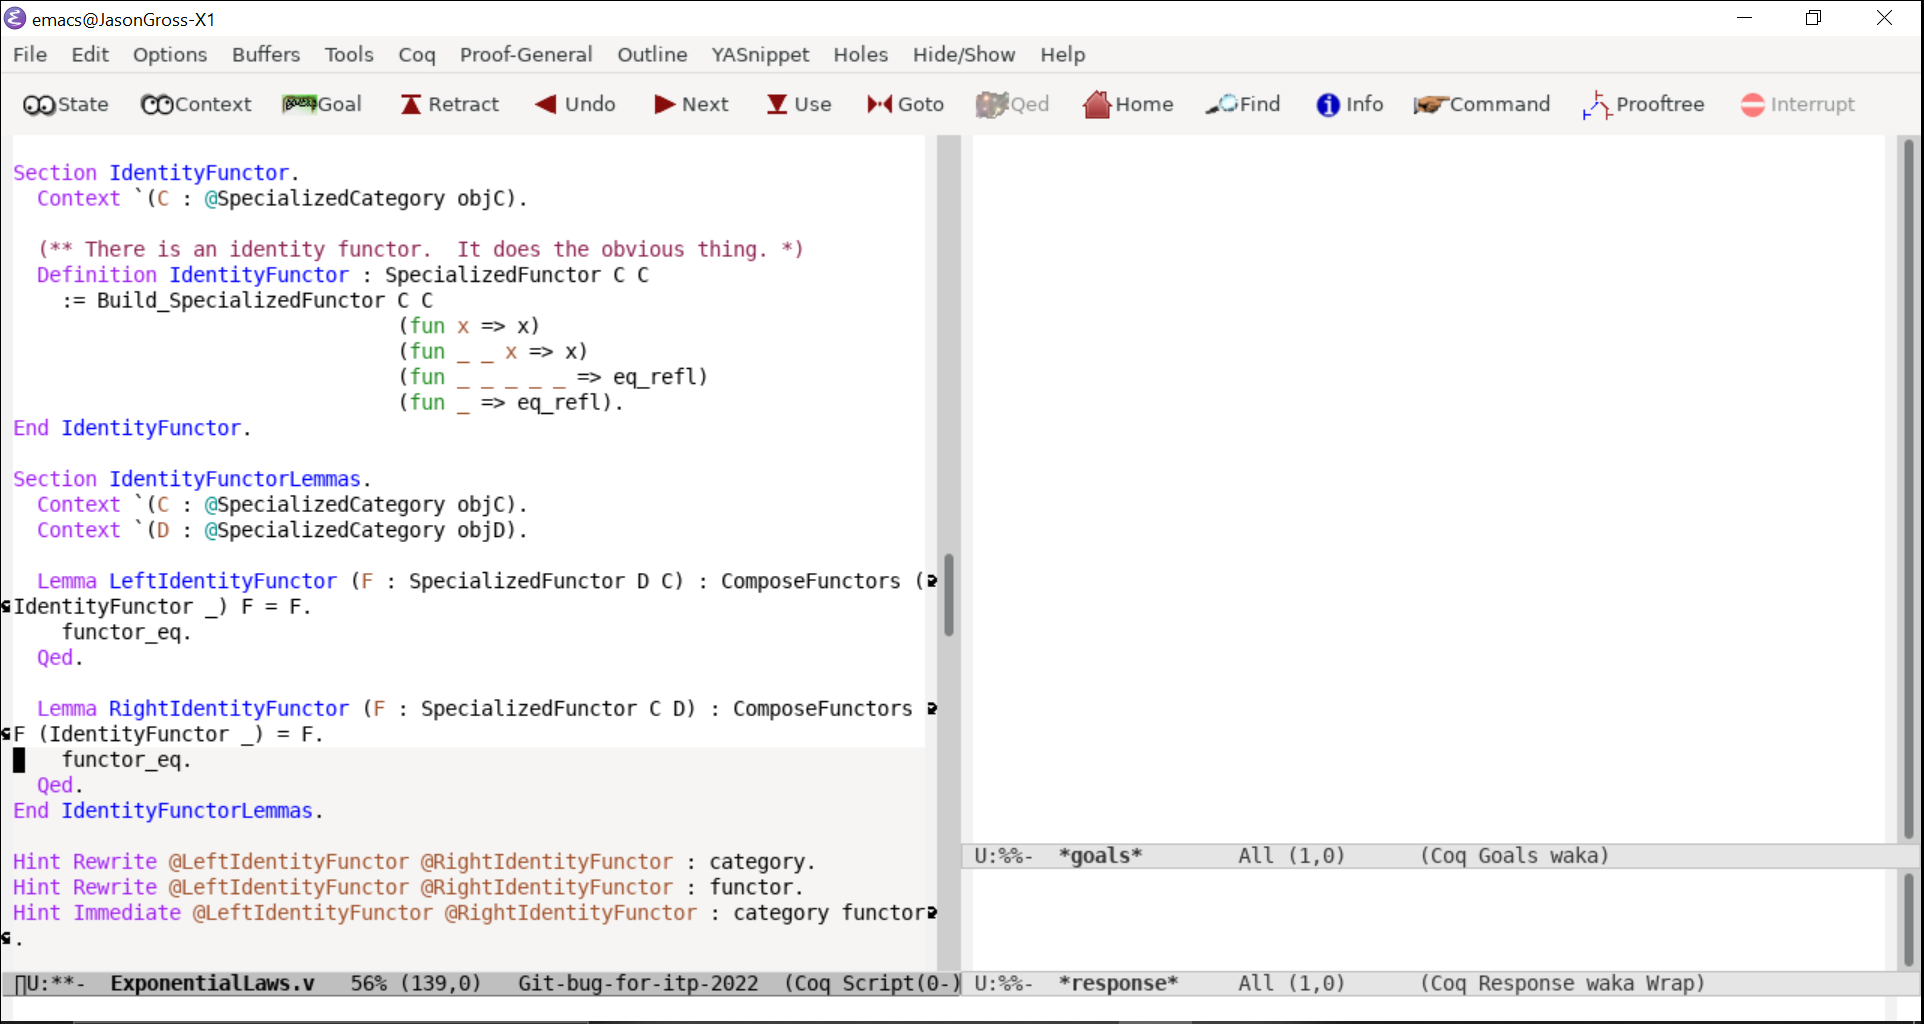 emacs@JasonGross-X1
File Edit Options Buffers Tools Coq Proof-General Outline YASnippet Holes Hide/Show Help
State Context Goal Retract Undo Next Use Goto Qed Home Find Info Command Prooftree Interrupt
Section IdentityFunctor.
  Context `(C : @SpecializedCategory objC).
  (** There is an identity functor.  It does the obvious thing. *)
  Definition IdentityFunctor : SpecializedFunctor C C
    := Build_SpecializedFunctor C C
                                (fun x => x)
                                (fun _ _ x => x)
                                (fun _ _ _ _ _ => eq_refl)
                                (fun _ => eq_refl).
End IdentityFunctor.
Section IdentityFunctorLemmas.
  Context `(C : @SpecializedCategory objC).
  Context `(D : @SpecializedCategory objD).
  Lemma LeftIdentityFunctor (F : SpecializedFunctor D C) : ComposeFunctors (
IdentityFunctor _) F = F.
    functor_eq.
  Qed.
  Lemma RightIdentityFunctor (F : SpecializedFunctor C D) : ComposeFunctors
F (IdentityFunctor _) = F.
    functor_eq.
  Qed.
End IdentityFunctorLemmas.
Hint Rewrite @LeftIdentityFunctor @RightIdentityFunctor : category.
Hint Rewrite @LeftIdentityFunctor @RightIdentityFunctor : functor.
Hint Immediate @LeftIdentityFunctor @RightIdentityFunctor : category functor
.
U:**-  ExponentialLaws.v   56% (139,0)   Git-bug-for-itp-2022  (Coq Script(0-)
U:%%-  *goals*        All (1,0)      (Coq Goals waka)
U:%%-  *response*     All (1,0)      (Coq Response waka Wrap)